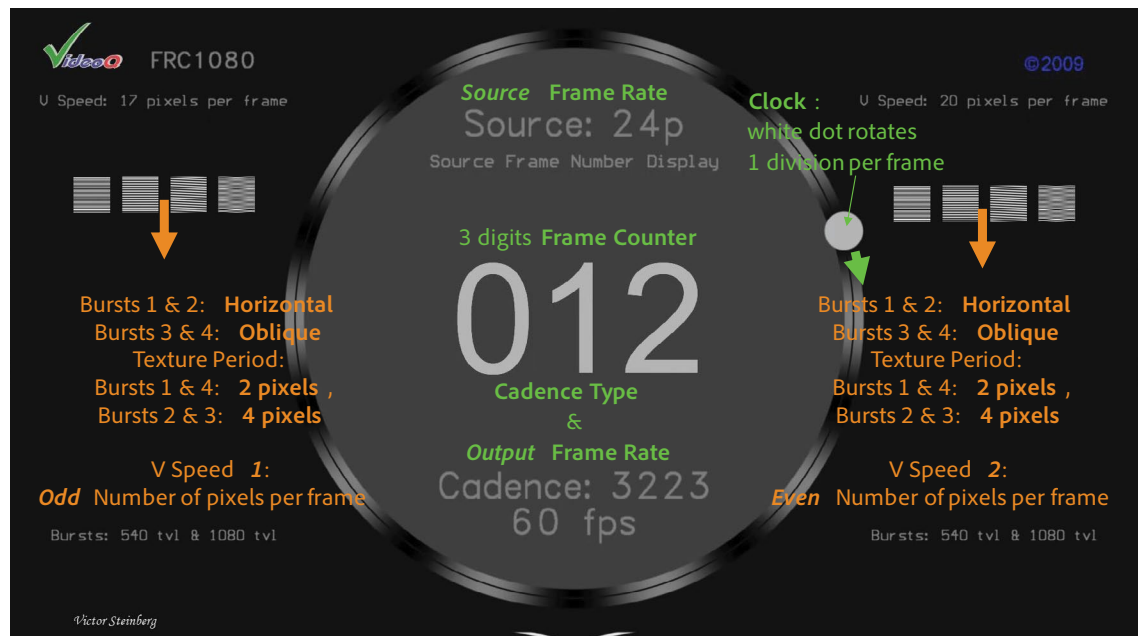 VideoQ FRC1080
©2009
V Speed: 17 pixels per frame
Source Frame Rate
Source: 24p
Source Frame Number Display
Clock :
white dot rotates
1 division per frame
V Speed: 20 pixels per frame
3 digits Frame Counter
012
Bursts 1 & 2: Horizontal
Bursts 3 & 4: Oblique
Texture Period:
Bursts 1 & 4: 2 pixels ,
Bursts 2 & 3: 4 pixels
V Speed 1:
Odd Number of pixels per frame
Bursts: 540 tvl & 1080 tvl
Cadence Type
&
Output Frame Rate
Cadence: 3223
60 fps
Bursts 1 & 2: Horizontal
Bursts 3 & 4: Oblique
Texture Period:
Bursts 1 & 4: 2 pixels ,
Bursts 2 & 3: 4 pixels
V Speed 2:
Even Number of pixels per frame
Bursts: 540 tvl & 1080 tvl
Victor Steinberg